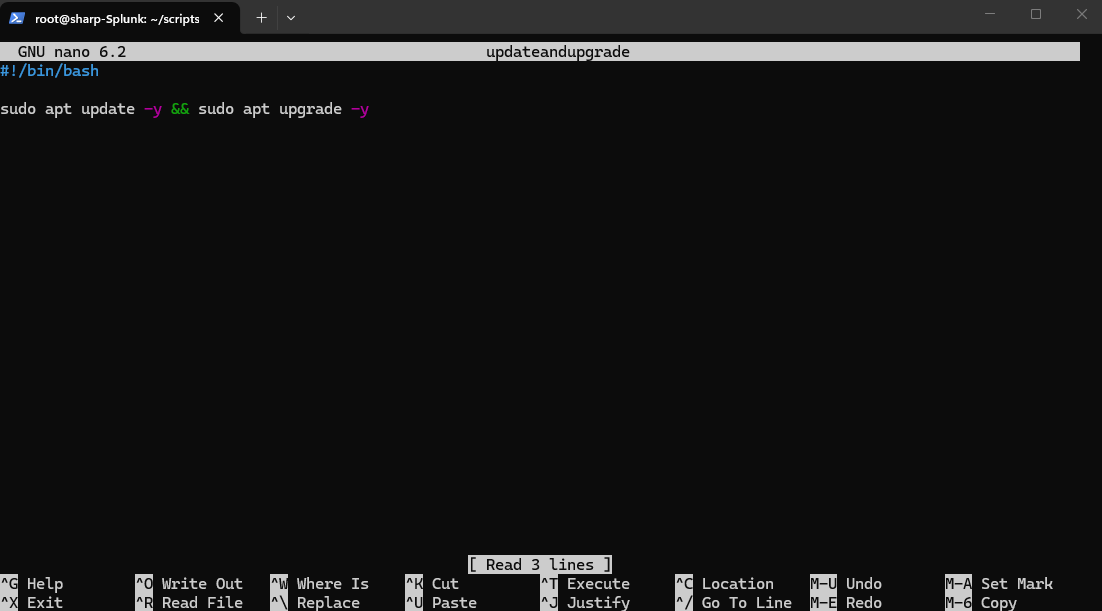 root@sharp-Splunk: ~/scripts
GNU nano 6.2 updateandupgrade
#!/bin/bash
sudo apt update -y && sudo apt upgrade -y
[ Read 3 lines ]
^G Help ^O Write Out ^W Where Is ^K Cut ^T Execute ^C Location M-U Undo M-A Set Mark
^X Exit ^R Read File ^\ Replace ^U Paste ^J Justify ^/ Go To Line M-E Redo M-6 Copy